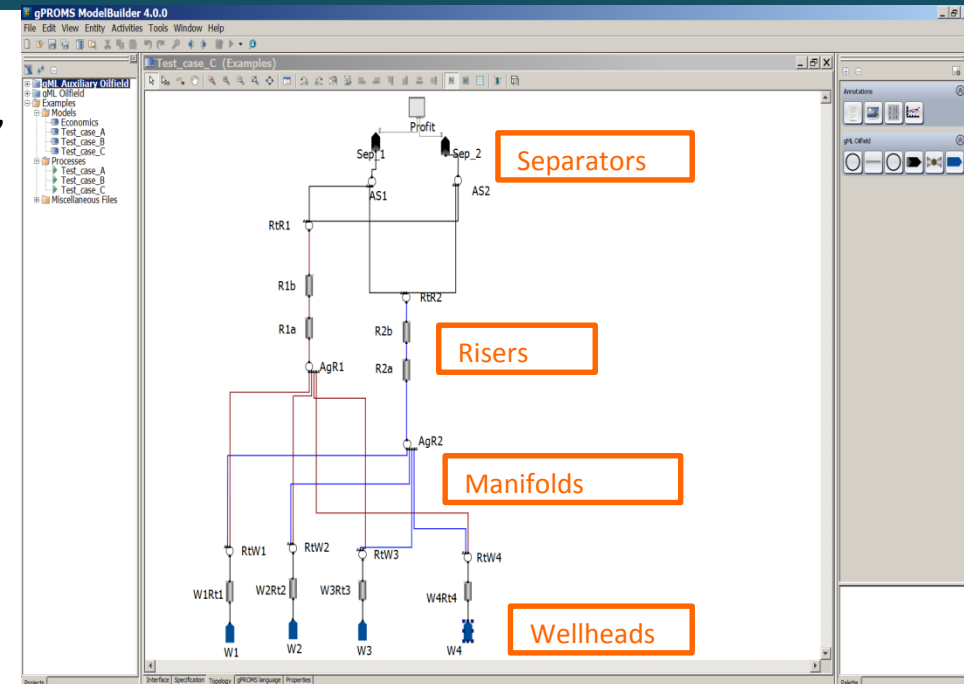 gPROMS ModelBuilder 4.0.0
File Edit View Entity Activities Tools Window Help
Test_case_C (Examples)
gML Auxiliary Oilfield
gML Oilfield
Examples
Models
Economics
Test_case_A
Test_case_B
Test_case_C
Processes
Test_case_A
Test_case_B
Test_case_C
Miscellaneous Files
,
Profit
Sep_1
Sep_2
Separators
AS1
AS2
RtR1
R1b
RtR2
R1a
R2b
Risers
AgR1
R2a
AgR2
Manifolds
RtW1
RtW2
RtW3
RtW4
W1Rt1
W2Rt2
W3Rt3
W4Rt4
Wellheads
W1
W2
W3
W4
Annotations
gML Oilfield
Projects
Interface Specification Topology gPROMS language Properties
Palette